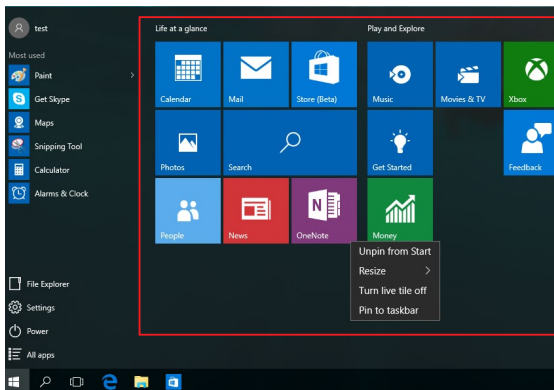 test
Most used
Paint
Get Skype
Maps
Snipping Tool
Calculator
Alarms & Clock
File Explorer
Settings
Power
All apps
Life at a glance
Calendar
Mail
Store (Beta)
Photos
Search
People
News
OneNote
Play and Explore
Music
Movies & TV
Xbox
Get Started
Feedback
Money
Unpin from Start
Resize
Turn live tile off
Pin to taskbar